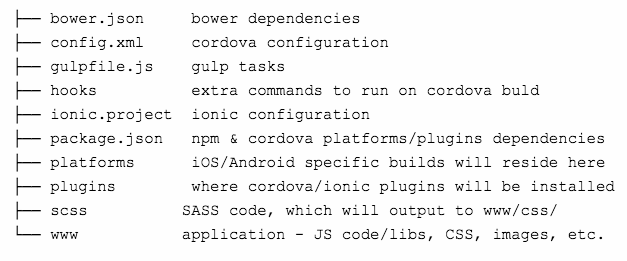 ├── bower.json     bower dependencies
├── config.xml     cordova configuration
├── gulpfile.js    gulp tasks
├── hooks          extra commands to run on cordova buld
├── ionic.project  ionic configuration
├── package.json   npm & cordova platforms/plugins dependencies
├── platforms      iOS/Android specific builds will reside here
├── plugins        where cordova/ionic plugins will be installed
├── scss          SASS code, which will output to www/css/
└── www           application - JS code/libs, CSS, images, etc.